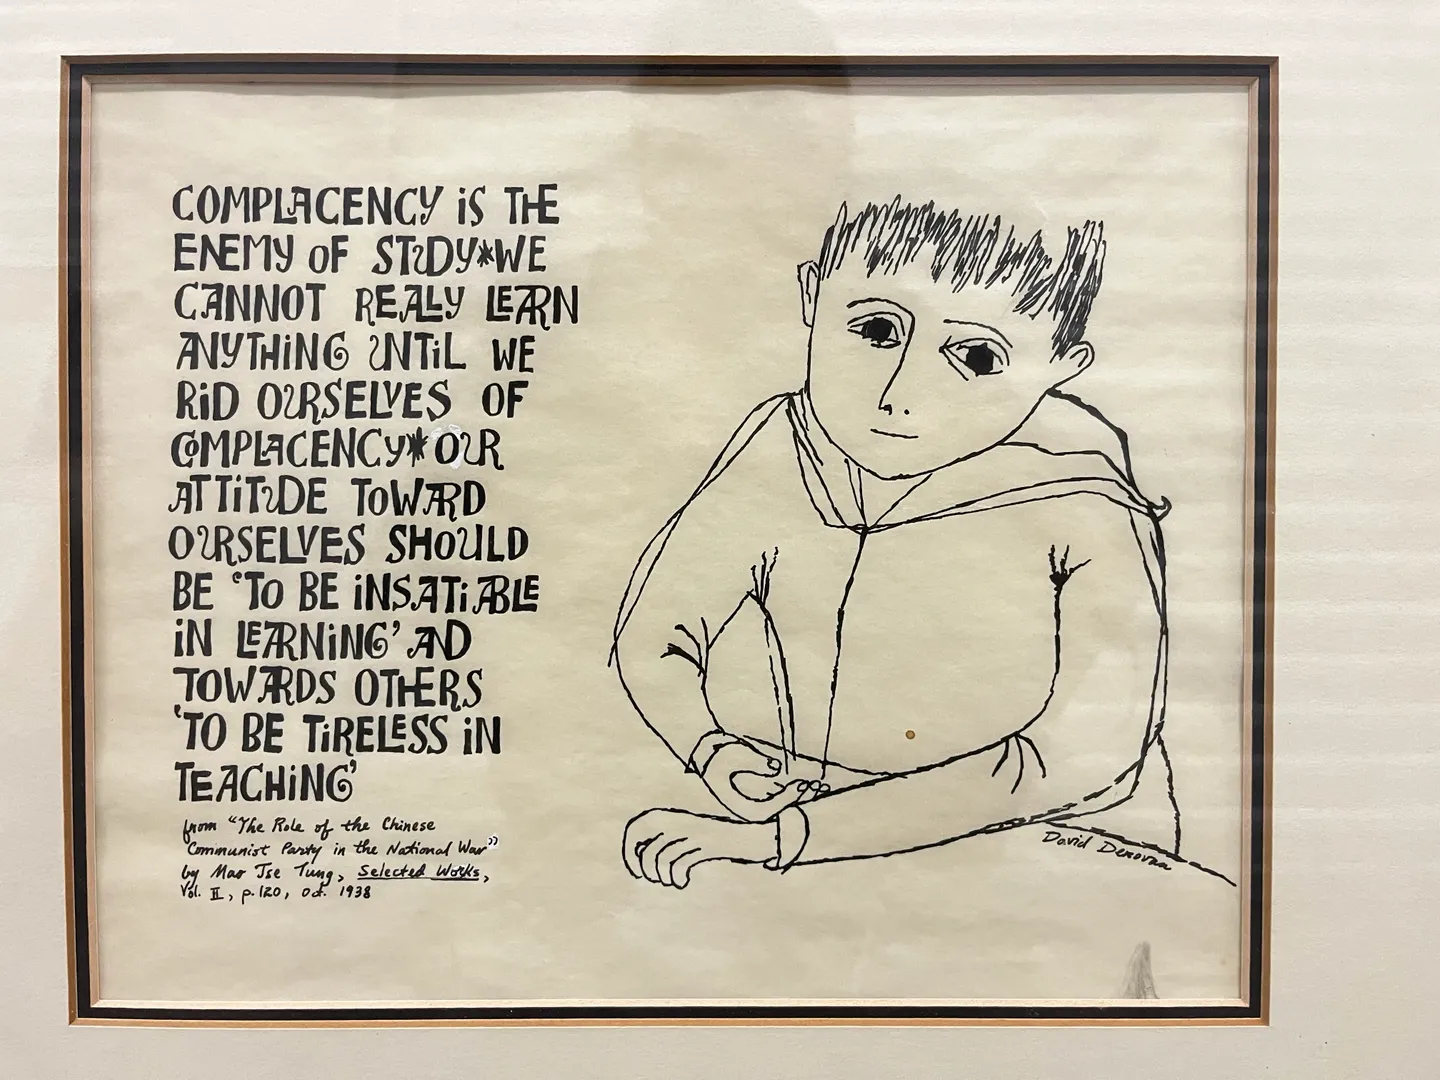 COMPLACENCY iS THE
ENEMY OF STUDY*WE
CANNOT REALLY LEARN
ANYTHiNG UNTiL WE
RiD OURSELVES OF
COMPLACENCY*OUR
ATTiTUDE TOWARD
OURSELVES SHOULD
BE 'TO BE iNSATiABLE
iN LEARNiNG' AND
TOWARDS OTHERS
'TO BE TiRELESS iN
TEACHiNG'
from "The Role of the Chinese
Communist Party in the National War"
by Mao Tse Tung, Selected Works,
Vol. II, p. 120, Oct. 1938
David Denovan